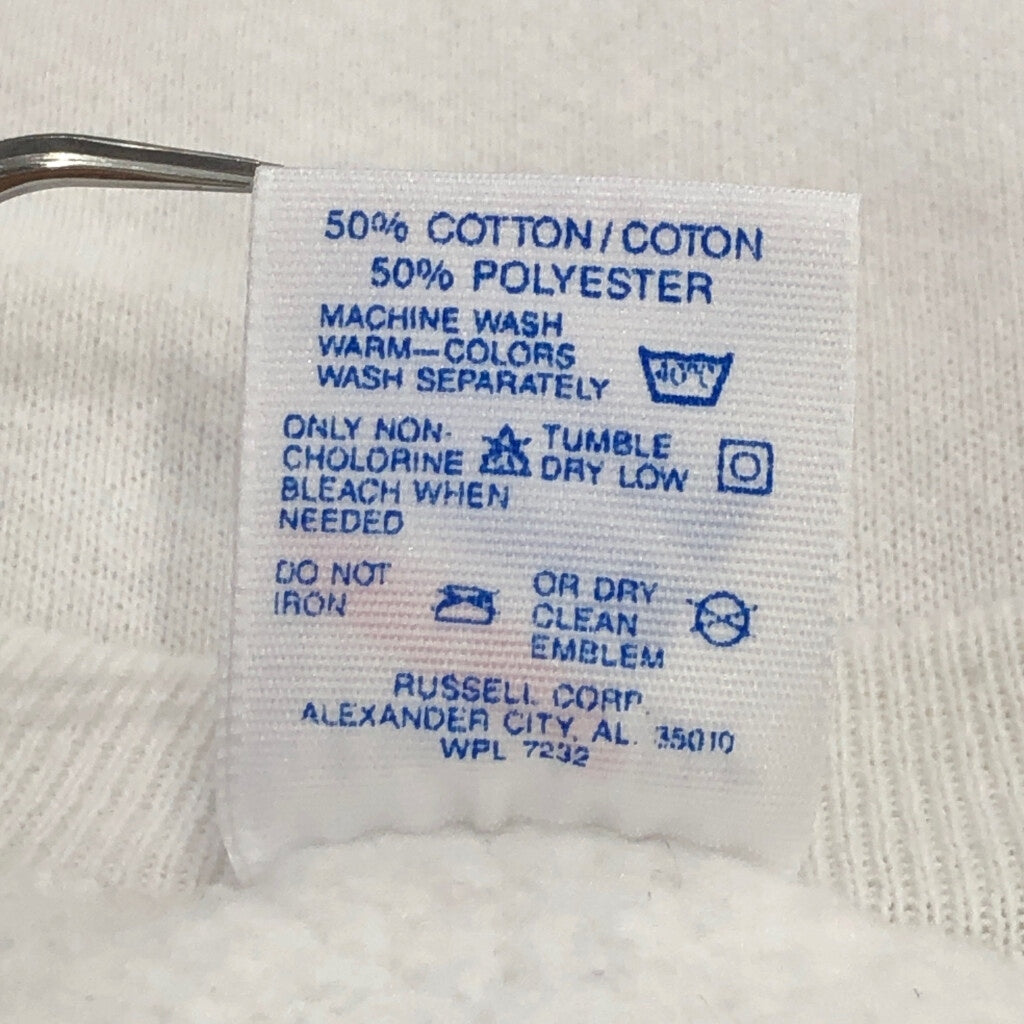 50% COTTON / COTON
50% POLYESTER
MACHINE WASH
WARM—COLORS
WASH SEPARATELY
40°C
ONLY NON-
CHOLORINE
BLEACH WHEN
NEEDED
TUMBLE
DRY LOW
DO NOT
IRON
OR DRY
CLEAN
EMBLEM
RUSSELL CORP.
ALEXANDER CITY, AL. 35010
WPL 7232